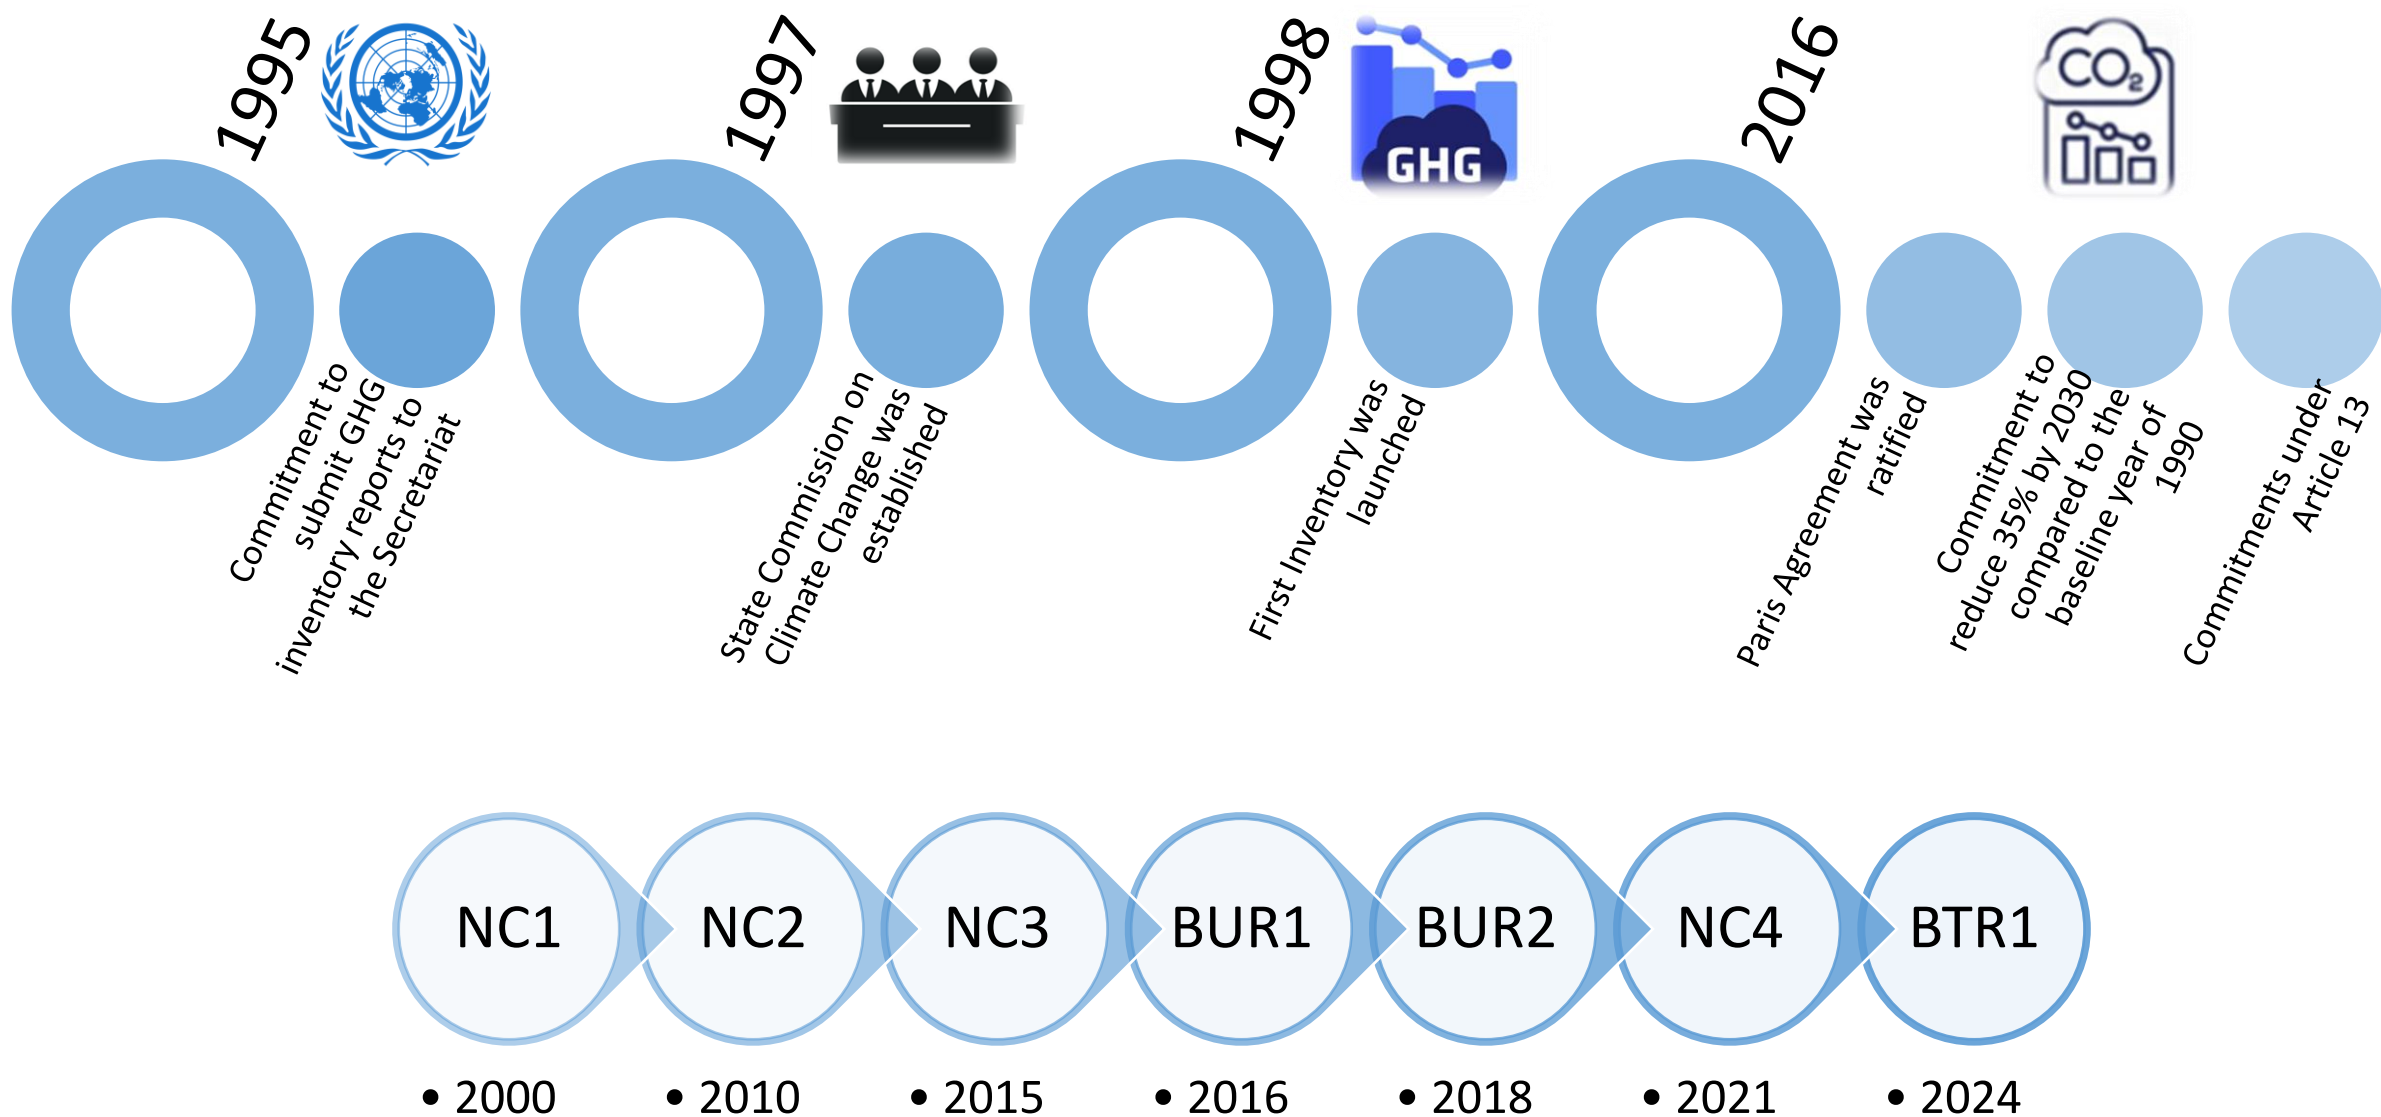 1995
Commitment to
submit GHG
inventory reports to
the Secretariat
1997
State Commission on
Climate Change was
established
1998
GHG
First Inventory was
launched
2016
CO₂
Paris Agreement was
ratified
Commitment to
reduce 35% by 2030
compared to the
baseline year of
1990
Commitments under
Article 13
NC1
NC2
NC3
BUR1
BUR2
NC4
BTR1
• 2000
• 2010
• 2015
• 2016
• 2018
• 2021
• 2024